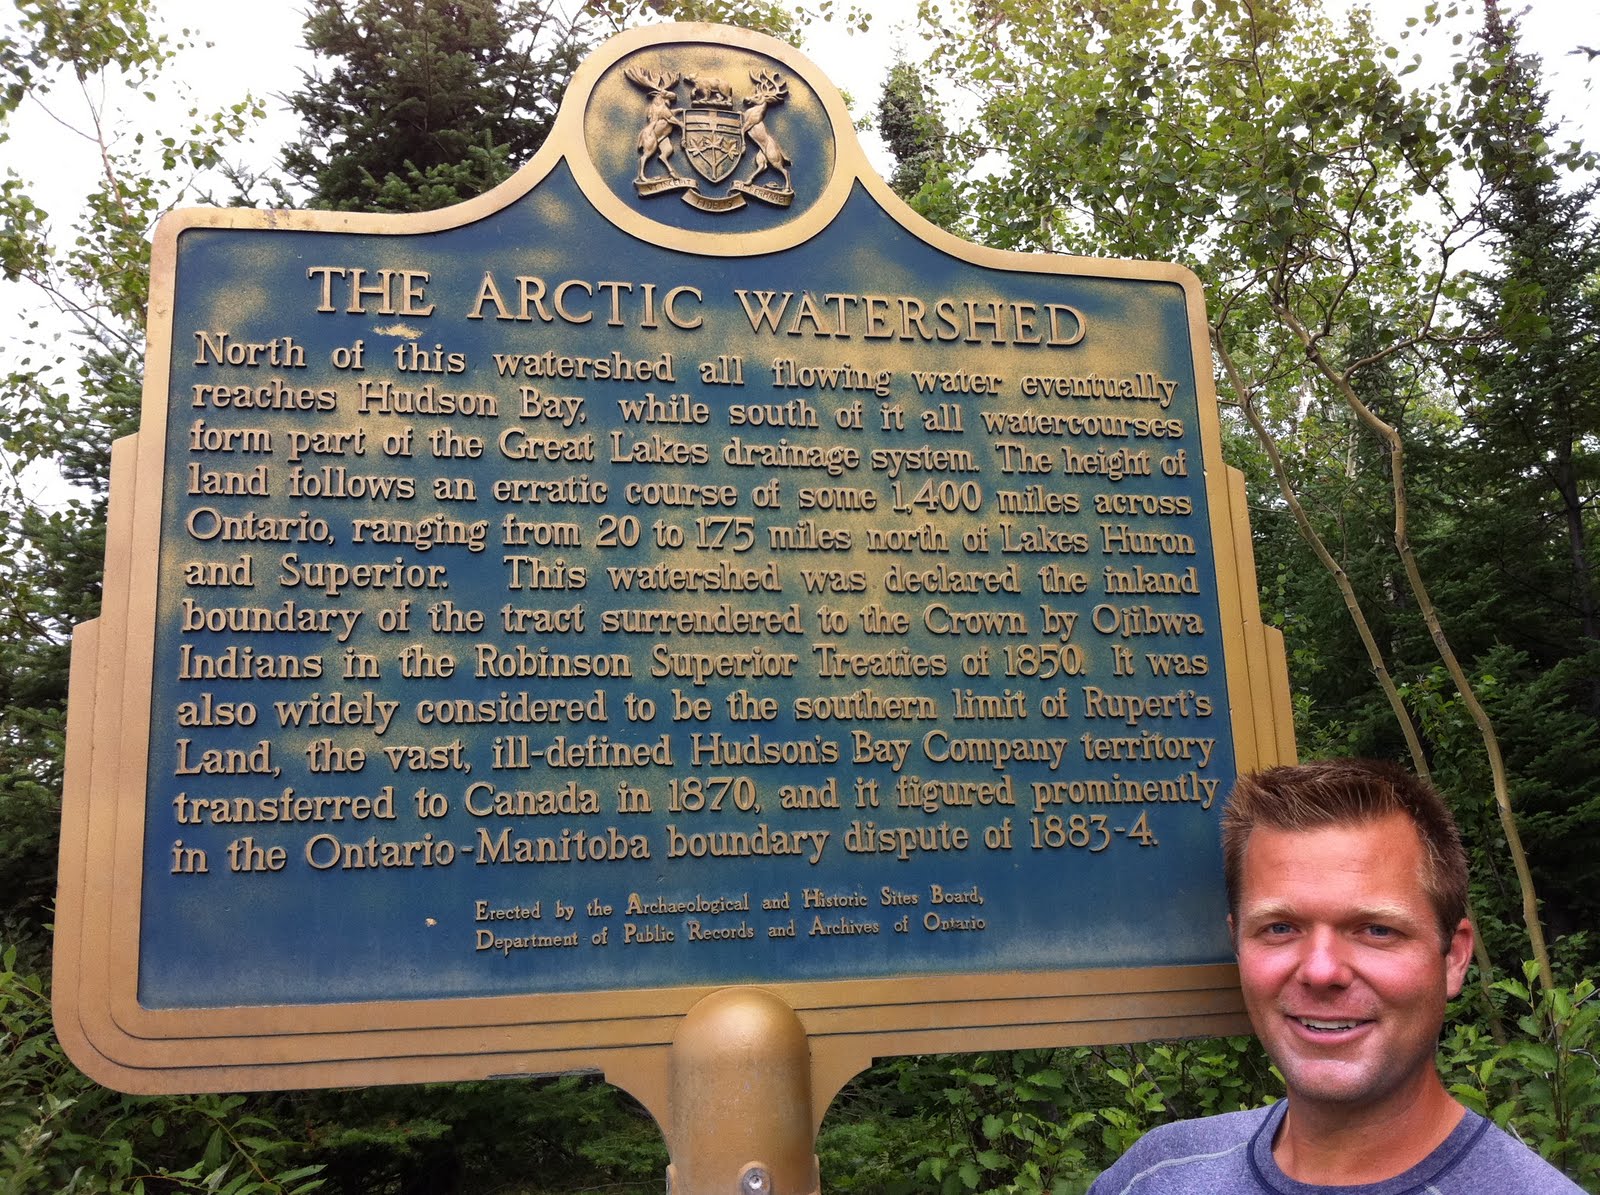 THE ARCTIC WATERSHED
North of this watershed all flowing water eventually
reaches Hudson Bay, while south of it all watercourses
form part of the Great Lakes drainage system. The height of
land follows an erratic course of some 1,400 miles across
Ontario, ranging from 20 to 175 miles north of Lakes Huron
and Superior. This watershed was declared the inland
boundary of the tract surrendered to the Crown by Ojibwa
Indians in the Robinson Superior Treaties of 1850. It was
also widely considered to be the southern limit of Rupert's
Land, the vast, ill-defined Hudson's Bay Company territory
transferred to Canada in 1870, and it figured prominently
in the Ontario-Manitoba boundary dispute of 1883-4.
Erected by the Archaeological and Historic Sites Board,
Department of Public Records and Archives of Ontario